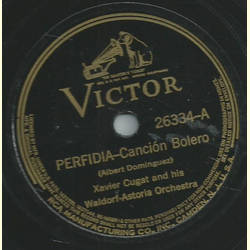 "HIS MASTER'S VOICE"
VICTOR
26334-A
PERFIDIA—Canción Bolero
(Albert Dominguez)
Xavier Cugat and his
Waldorf-Astoria Orchestra
RCA MANUFACTURING CO., INC., CAMDEN, N.J., U.S.A.